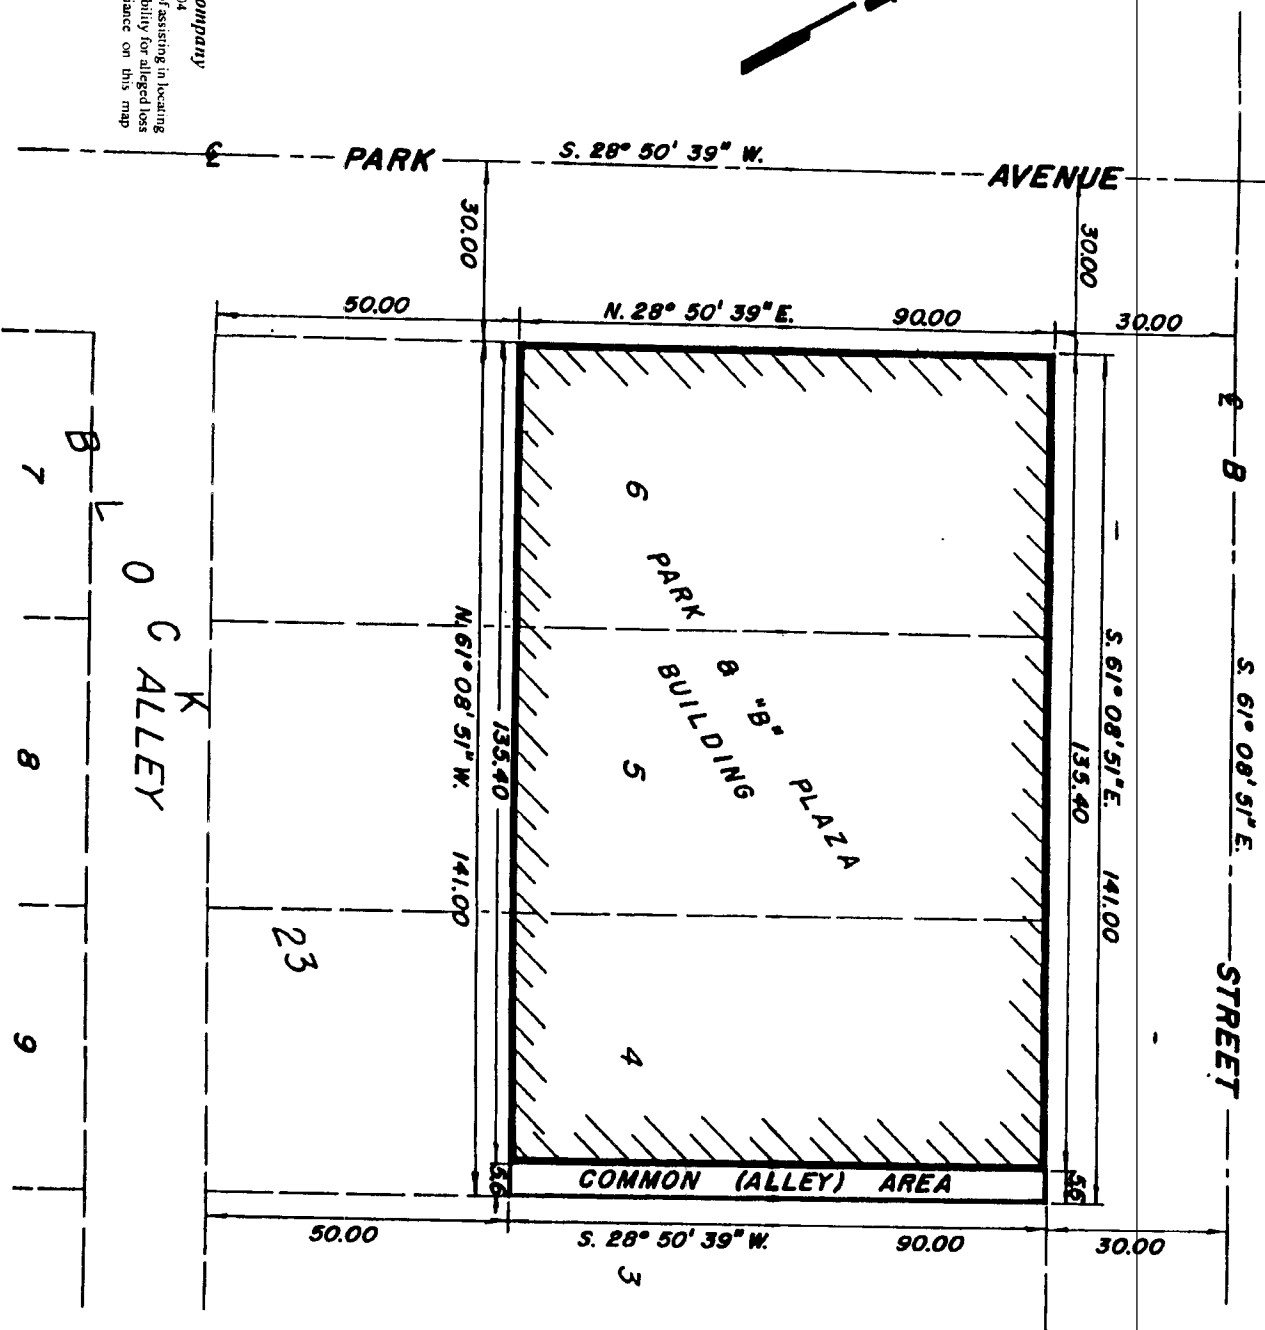 ompany
04
f assisting in locating
bility for alleged loss
iance on this map
℄ PARK S. 28° 50' 39" W. AVENUE
30.00
30.00
50.00
N. 28° 50' 39" E. 90.00
30.00
℄ B STREET
S. 61° 08' 51" E.
S. 61° 08' 51" E. 141.00
135.40
5.6
N. 61° 08' 51" W. 141.00
135.40
5.6
6
5
4
PARK & "B" PLAZA
BUILDING
COMMON (ALLEY) AREA
50.00
S. 28° 50' 39" W. 90.00
30.00
3
BLOCK
23
ALLEY
7
8
9